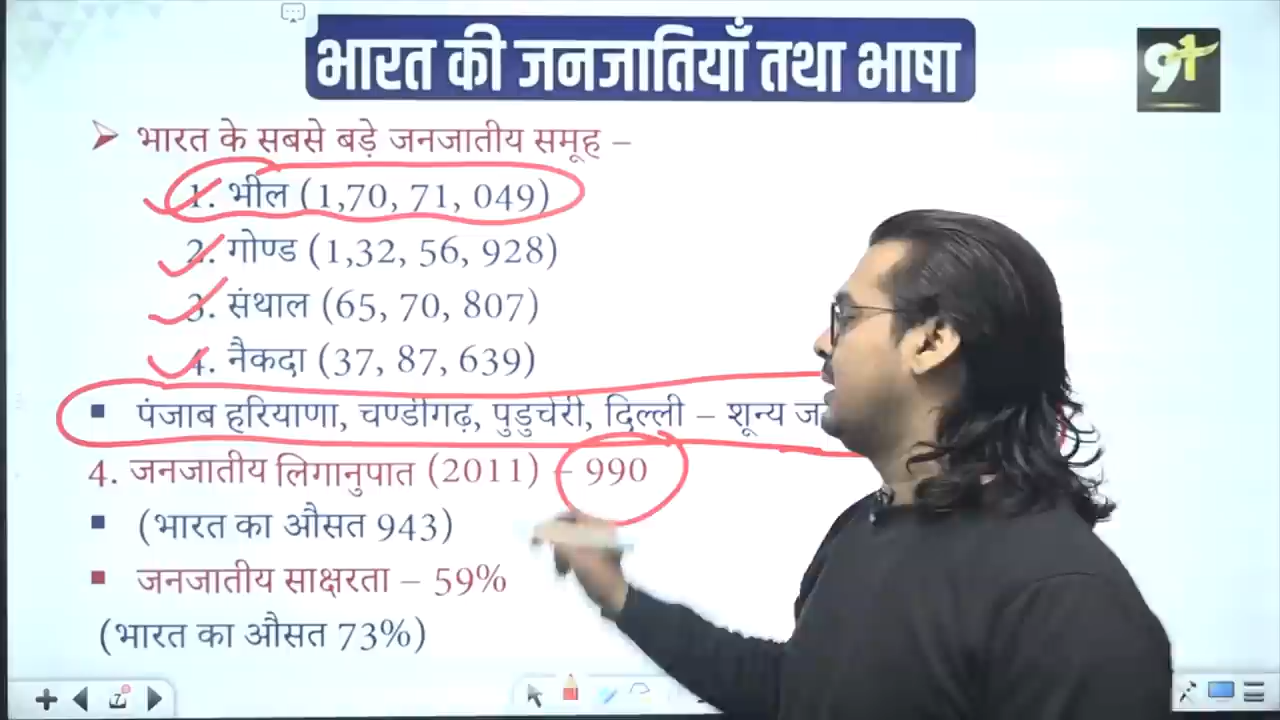 भारत की जनजातियाँ तथा भाषा
9+
➢ भारत के सबसे बड़े जनजातीय समूह –
1. भील (1,70, 71, 049)
2. गोण्ड (1,32, 56, 928)
3. संथाल (65, 70, 807)
4. नैकदा (37, 87, 639)
▪ पंजाब हरियाणा, चण्डीगढ़, पुडुचेरी, दिल्ली – शून्य
4. जनजातीय लिगानुपात (2011) – 990
▪ (भारत का औसत 943)
▪ जनजातीय साक्षरता – 59%
(भारत का औसत 73%)